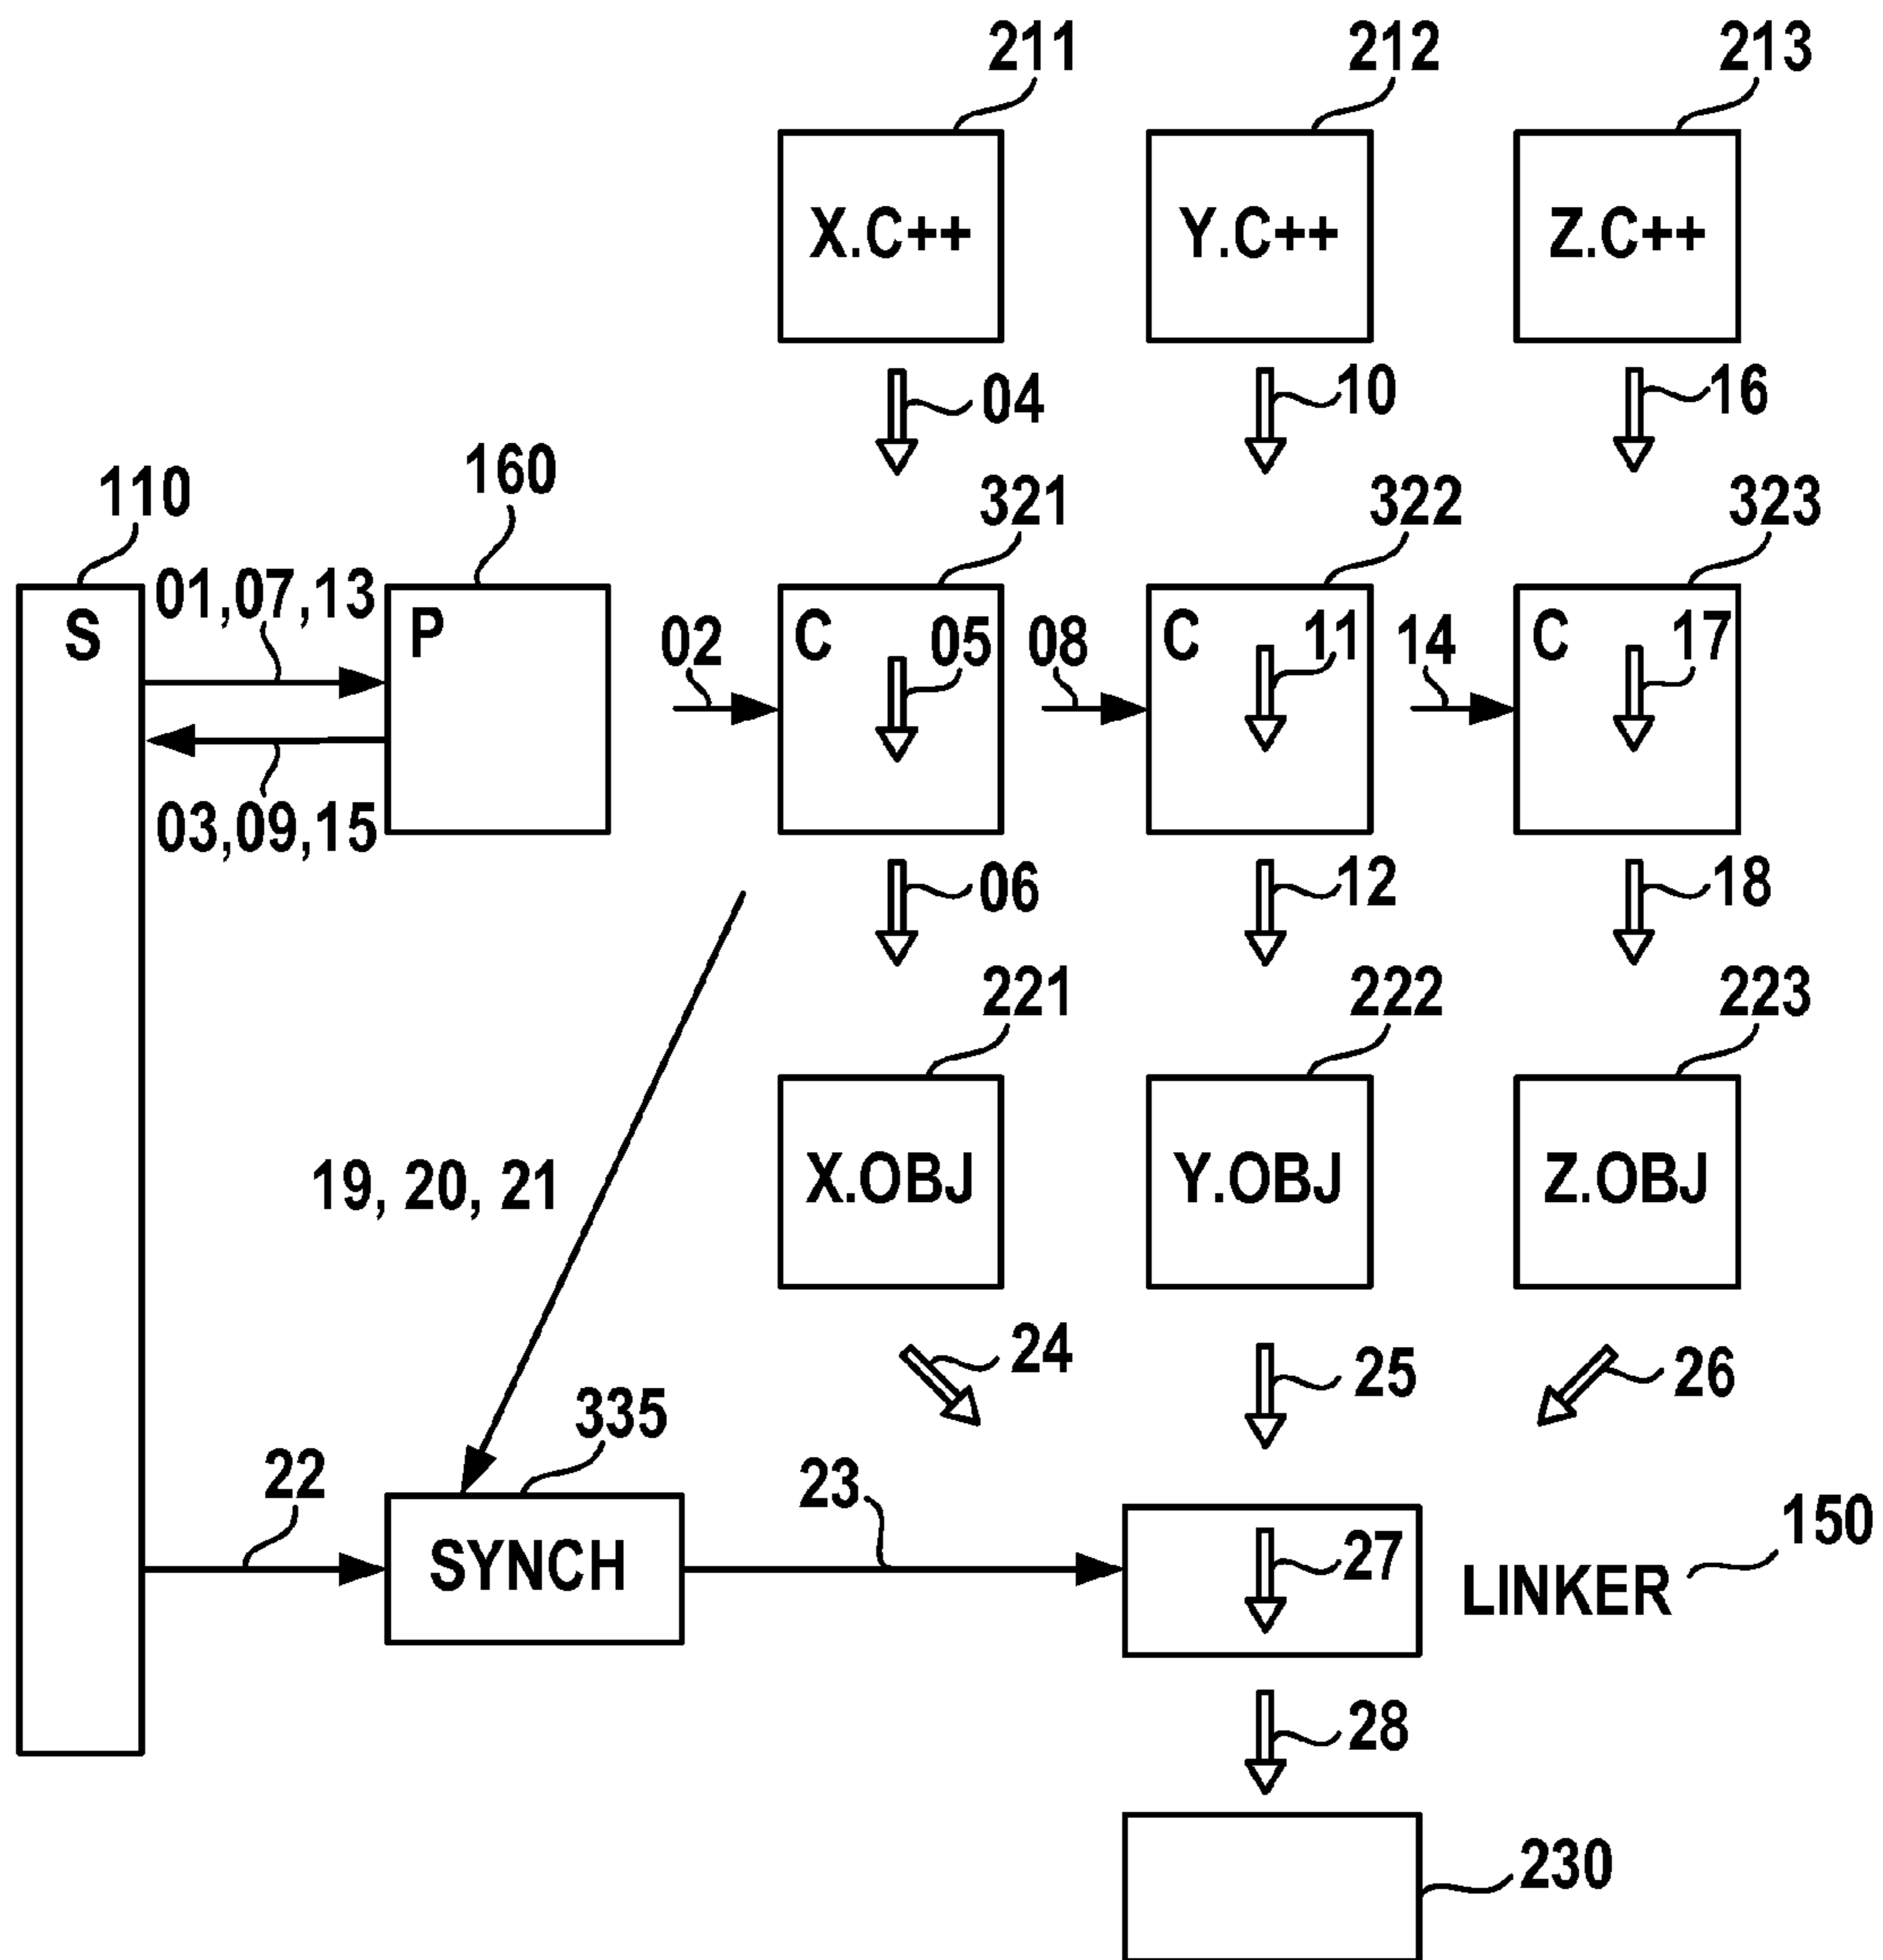 211 212 213
X.C++ Y.C++ Z.C++
04 10 16
110 160 321 322 323
01,07,13
S P C 05 C 11 C 17
02 08 14
03,09,15
06 12 18
221 222 223
X.OBJ Y.OBJ Z.OBJ
19, 20, 21
24 25 26
335
22 23 150
SYNCH 27 LINKER
28
230